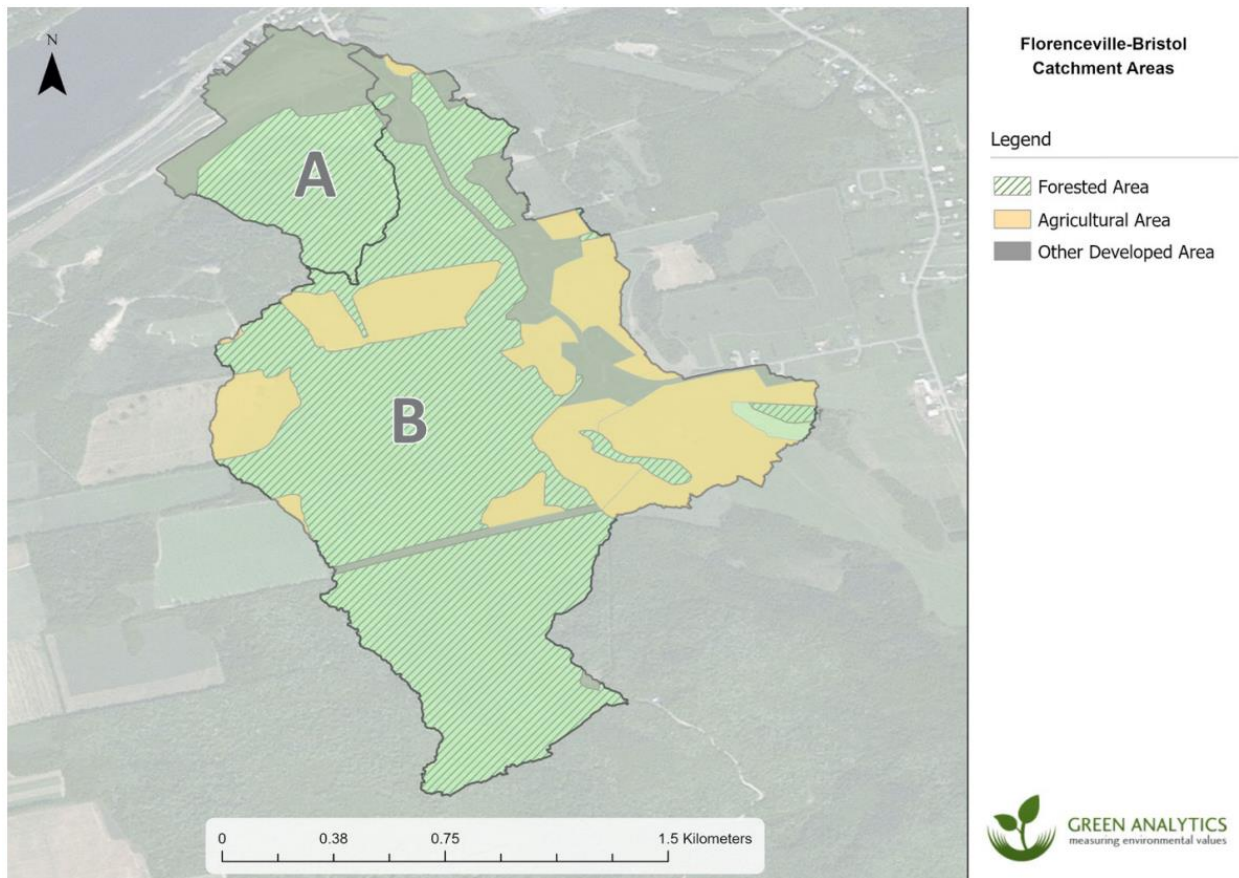 N
A
B
0 0.38 0.75 1.5 Kilometers
Florenceville-Bristol
Catchment Areas
Legend
Forested Area
Agricultural Area
Other Developed Area
GREEN ANALYTICS
measuring environmental values